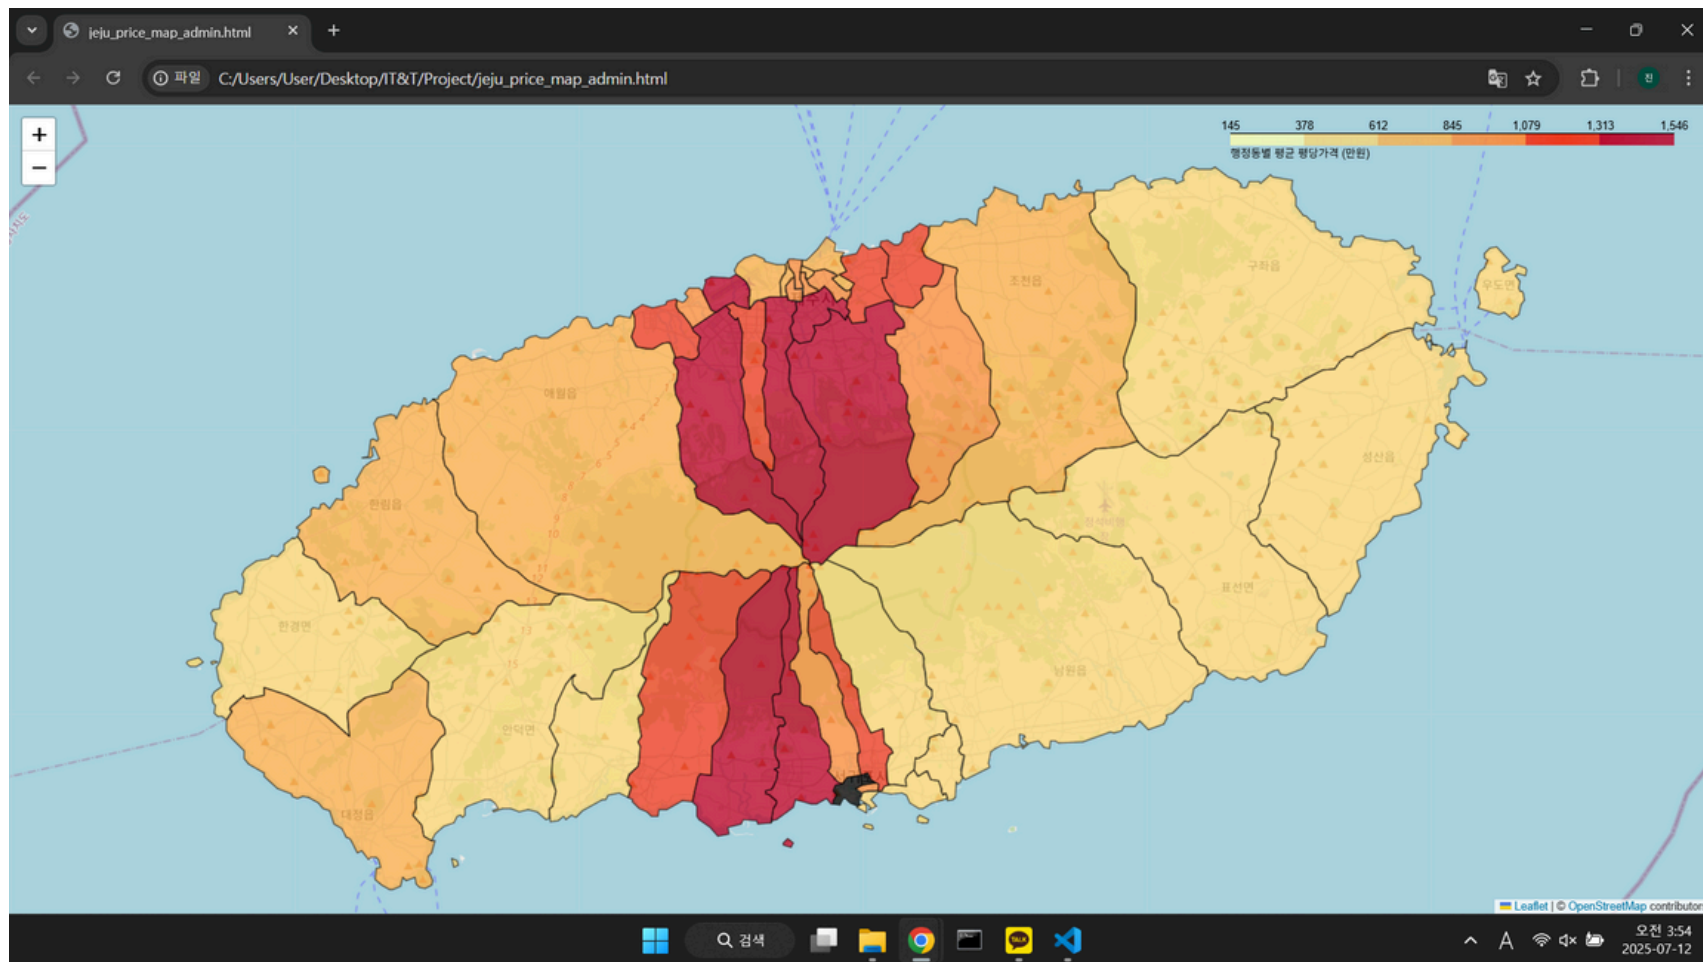 jeju_price_map_admin.html
파일
C:/Users/User/Desktop/IT&T/Project/jeju_price_map_admin.html
진
+
−
145 378 612 845 1,079 1,313 1,546
행정동별 평균 평당가격 (만원)
구좌읍
조천읍
우도면
애월읍
성산읍
한림읍
표선면
한경면
남원읍
안덕면
대정읍
Leaflet | © OpenStreetMap contributor
검색
TALK
A
오전 3:54
2025-07-12